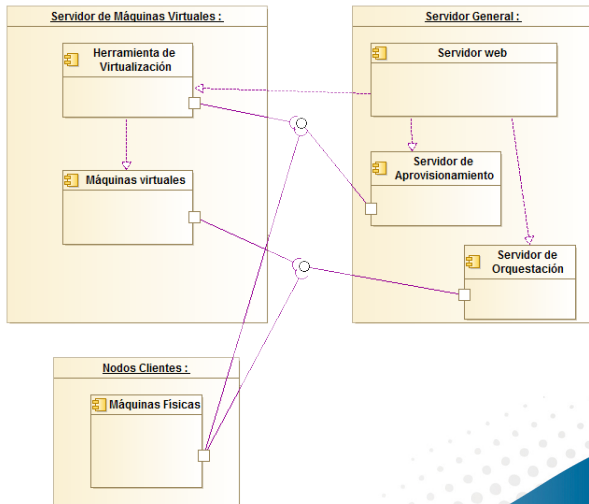 Servidor de Máquinas Virtuales :
Herramienta de
Virtualización
Máquinas virtuales
Servidor General :
Servidor web
Servidor de
Aprovisionamiento
Servidor de
Orquestación
Nodos Clientes :
Máquinas Físicas